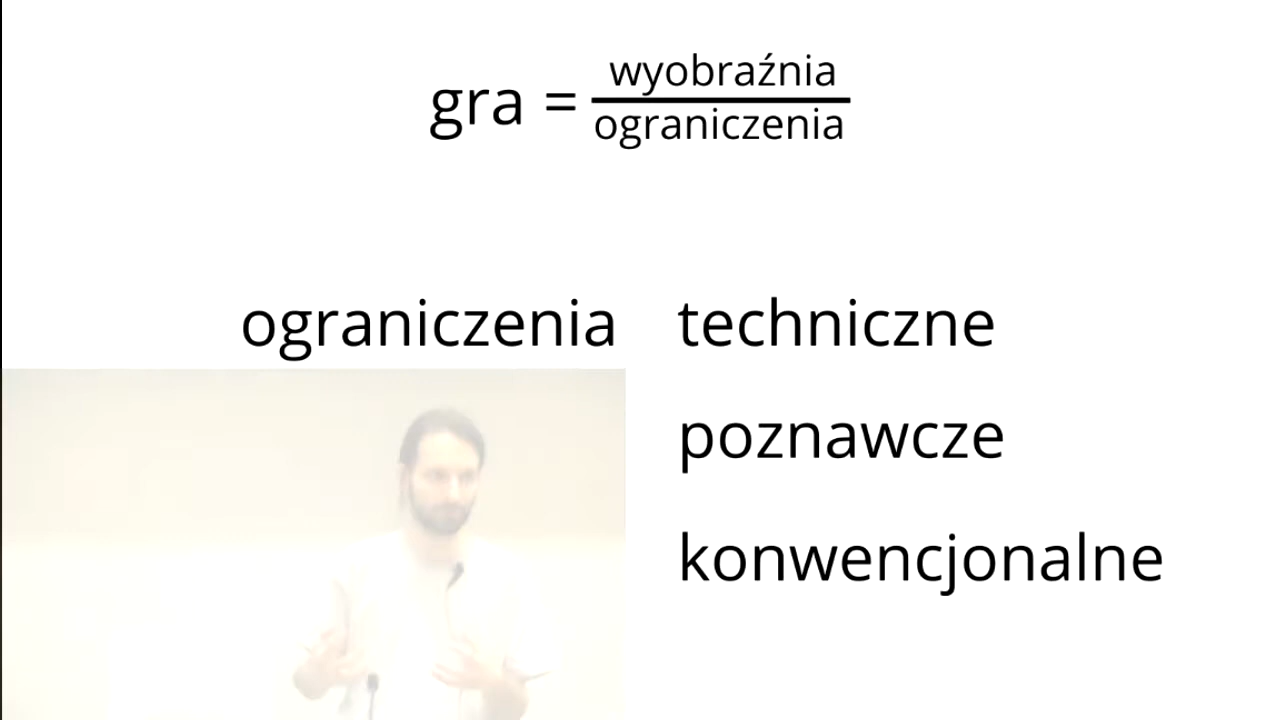 gra = wyobraźnia
ograniczenia
ograniczenia techniczne
poznawcze
konwencjonalne